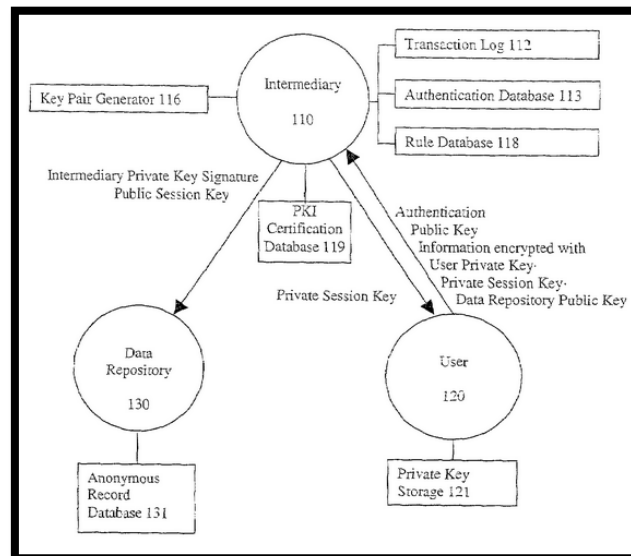 Transaction Log 112
Intermediary
Key Pair Generator 116
Authentication Database 113
110
Rule Database 118
Intermediary Private Key Signature
Public Session Key
PKI
Certification
Database 119
Authentication
Public Key
Information encrypted with
User Private Key-
Private Session Key-
Data Repository Public Key
Private Session Key
Data
Repository
130
User
120
Anonymous
Record
Database 131
Private Key
Storage 121